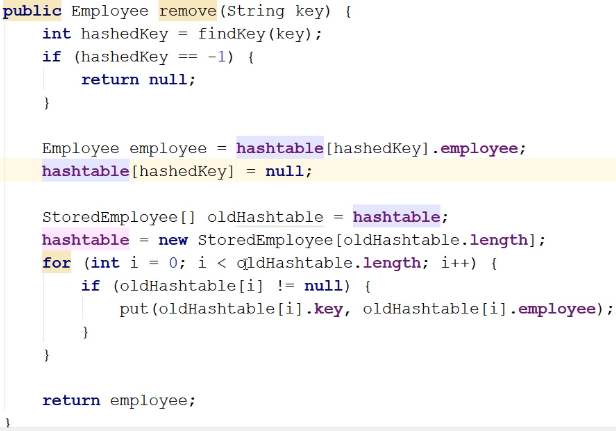 public Employee remove(String key) {
int hashedKey = findKey(key);
if (hashedKey == -1) {
return null;
}
Employee employee = hashtable[hashedKey].employee;
hashtable[hashedKey] = null;
StoredEmployee[] oldHashtable = hashtable;
hashtable = new StoredEmployee[oldHashtable.length];
for (int i = 0; i < oldHashtable.length; i++) {
if (oldHashtable[i] != null) {
put(oldHashtable[i].key, oldHashtable[i].employee);
}
}
return employee;
}